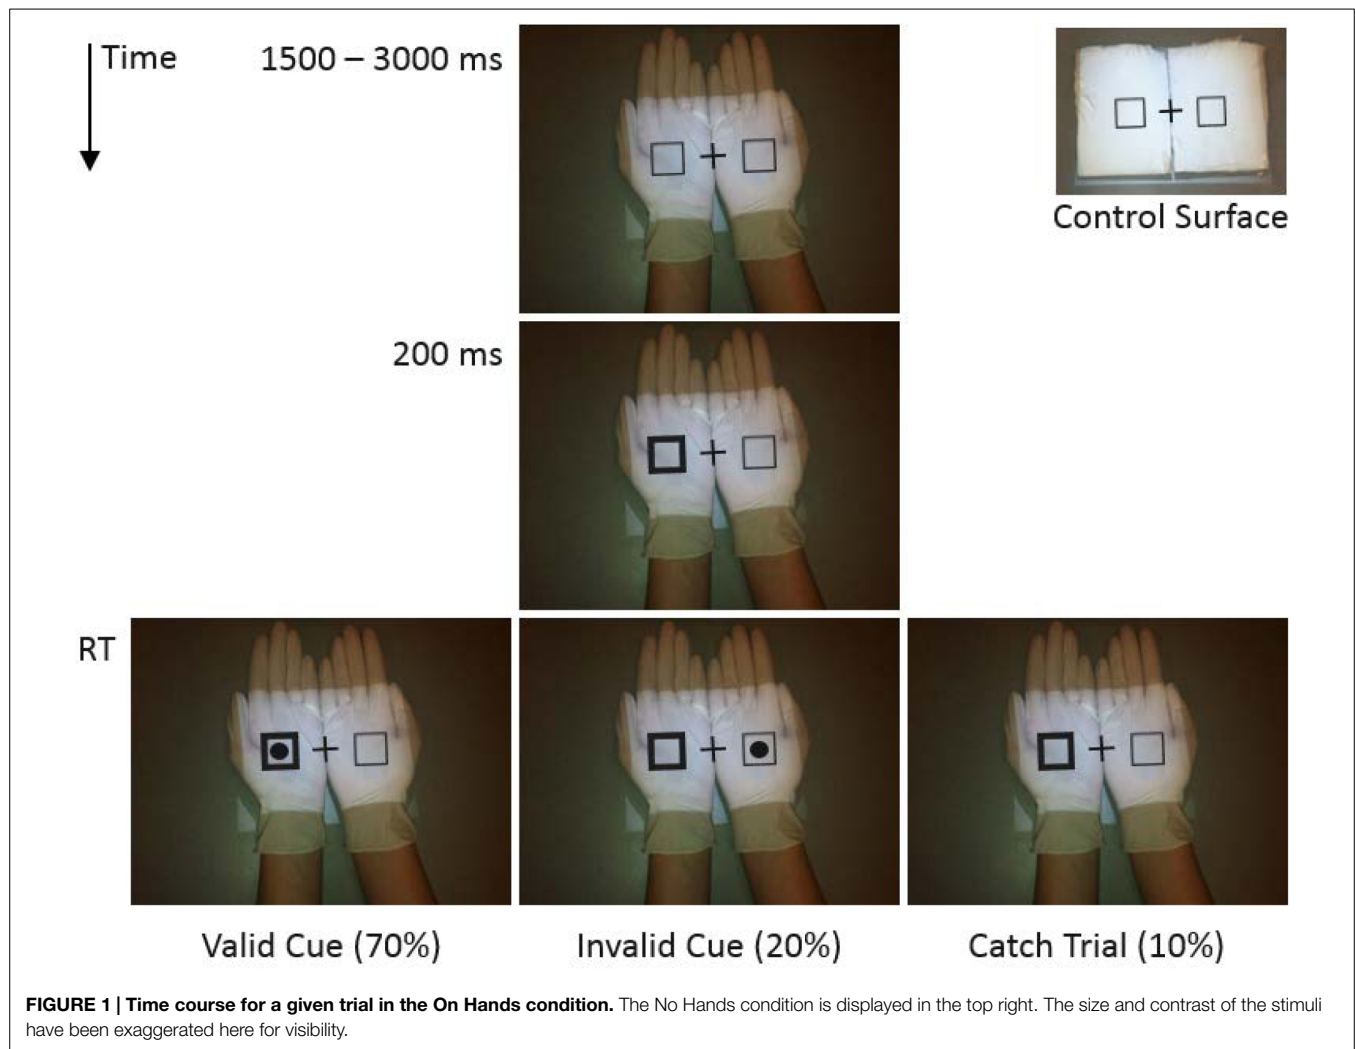 Time
1500 – 3000 ms
Control Surface
200 ms
RT
Valid Cue (70%)
Invalid Cue (20%)
Catch Trial (10%)
FIGURE 1 | Time course for a given trial in the On Hands condition. The No Hands condition is displayed in the top right. The size and contrast of the stimuli
have been exaggerated here for visibility.